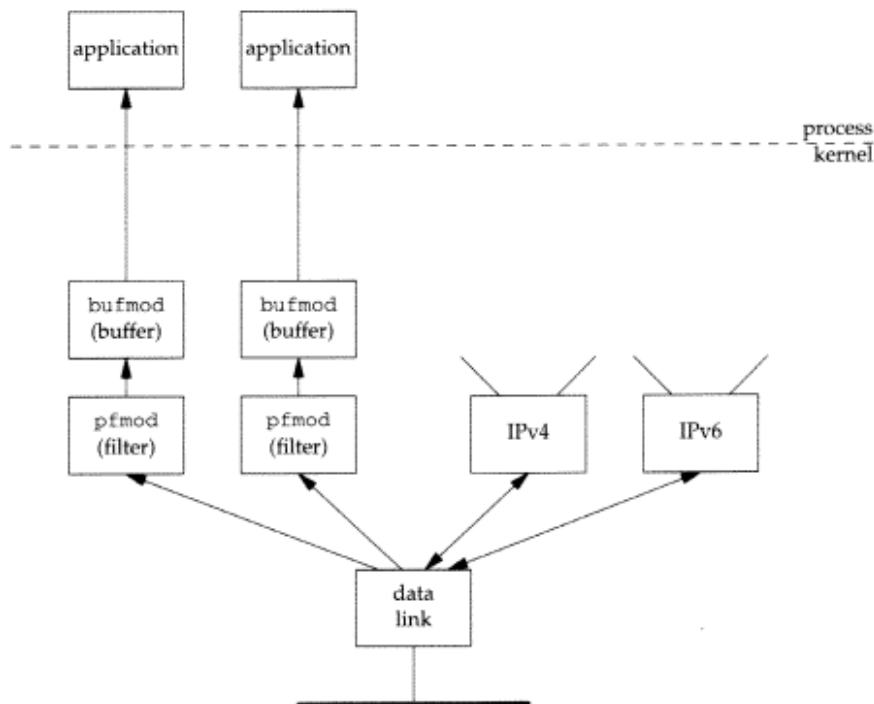 application
application
process
kernel
bufmod
(buffer)
bufmod
(buffer)
pfmod
(filter)
pfmod
(filter)
IPv4
IPv6
data
link